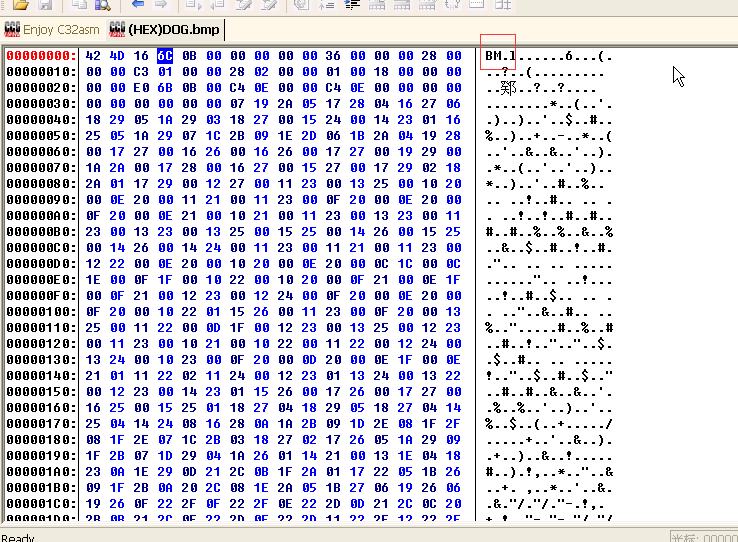 Enjoy C32asm (HEX)DOG.bmp
00000000: 42 4D 16 6C 0B 00 00 00 00 00 36 00 00 00 28 00 BM.l......6...(.
00000010: 00 00 C3 01 00 00 28 02 00 00 01 00 18 00 00 00 ..?..(.........
00000020: 00 00 E0 6B 0B 00 C4 0E 00 00 C4 0E 00 00 00 00
00000030: 00 00 00 00 00 00 07 19 2A 05 17 28 04 16 27 06 ........*..(..'.
00000040: 18 29 05 1A 29 03 18 27 00 15 24 00 14 23 01 16 .)..)..'..$..#..
00000050: 25 05 1A 29 07 1C 2B 09 1E 2D 06 1B 2A 04 19 28 %..)..+..-..*..(
00000060: 00 17 27 00 16 26 00 16 26 00 17 27 00 19 29 00 ..'..&..&..'..).
00000070: 1A 2A 00 17 28 00 16 27 00 15 27 00 17 29 02 18 .*..(..'..'..)..
00000080: 2A 01 17 29 00 12 27 00 11 23 00 13 25 00 10 20 *..)..'..#..%.. 
00000090: 00 0E 20 00 11 21 00 11 23 00 0F 20 00 0E 20 00 .. ..!..#.. .. .
000000A0: 0F 20 00 0E 21 00 10 21 00 11 23 00 13 23 00 11 . ..!..!..#..#..
000000B0: 23 00 13 23 00 13 25 00 15 25 00 14 26 00 15 25 #..#..%..%..&..%
000000C0: 00 14 26 00 14 24 00 11 23 00 11 21 00 11 23 00 ..&..$..#..!..#.
000000D0: 12 22 00 0E 20 00 10 20 00 0E 20 00 0C 1C 00 0C .".. .. .. .....
000000E0: 1E 00 0F 1F 00 10 22 00 10 20 00 0F 21 00 0E 1F ......".. ..!...
000000F0: 00 0F 21 00 12 23 00 12 24 00 0F 20 00 0E 20 00 ..!..#..$.. .. .
00000100: 0F 20 00 10 22 01 15 26 00 11 23 00 0F 20 00 13 . .."..&..#.. ..
00000110: 25 00 11 22 00 0D 1F 00 12 23 00 13 25 00 12 23 %..".....#..%..#
00000120: 00 11 23 00 10 21 00 10 22 00 11 22 00 12 24 00 ..#..!..".."..$.
00000130: 13 24 00 10 23 00 0F 20 00 0D 20 00 0E 1F 00 0E .$..#.. .. .....
00000140: 21 01 11 22 02 11 24 00 12 23 01 13 24 00 13 22 !.."..$..#..$.."
00000150: 00 12 23 00 14 23 01 15 26 00 17 26 00 17 27 00 ..#..#..&..&..'.
00000160: 16 25 00 15 25 01 18 27 04 18 29 05 18 27 04 14 .%..%..'..)..'..
00000170: 25 04 14 24 08 16 28 0A 1A 2B 09 1D 2E 08 1F 2F %..$..(..+...../
00000180: 08 1F 2E 07 1C 2B 03 18 27 02 17 26 05 1A 29 09 .....+..'..&..).
00000190: 1F 2B 07 1D 29 04 1A 26 01 14 21 00 13 1E 04 18 .+..)..&..!.....
000001A0: 23 0A 1E 29 0D 21 2C 0B 1F 2A 01 17 22 05 1B 26 #..).!,..*.."..&
000001B0: 09 1F 2B 0A 20 2C 08 1E 2A 05 1B 27 06 19 26 06 ..+. ,..*..'..&.
000001C0: 19 26 0F 22 2F 0F 22 2F 0E 22 2D 0D 21 2C 0C 20 .&."/."/."-.!,. 
Ready
光标: